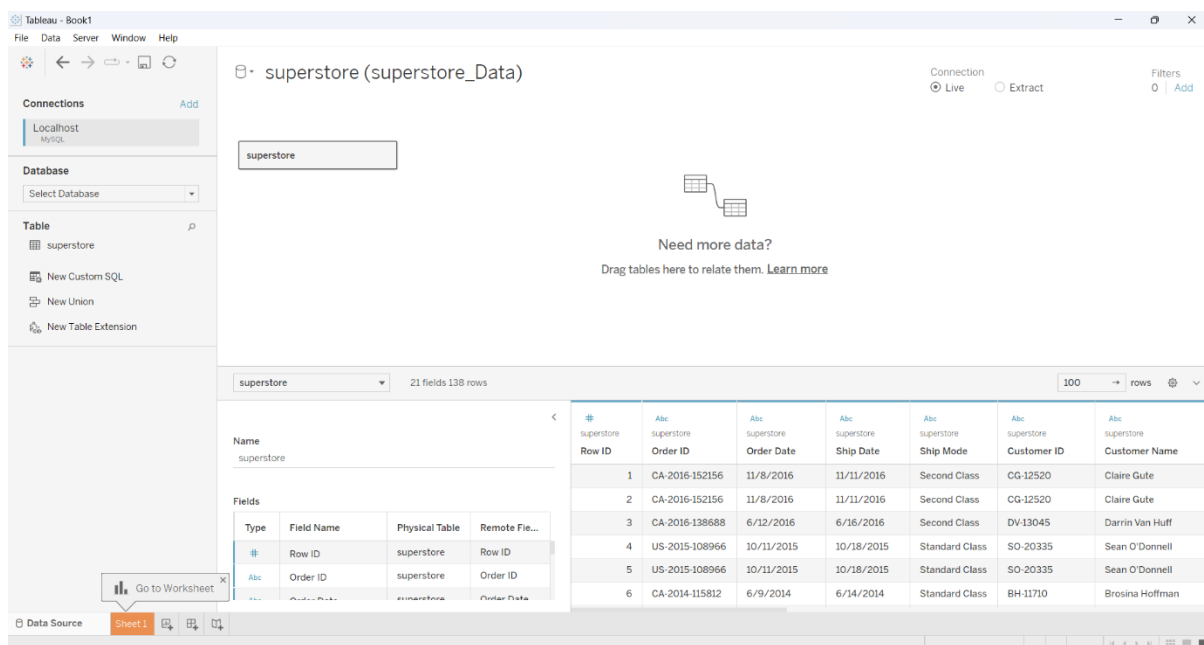 Tableau - Book1
File Data Server Window Help
superstore (superstore_Data)
Connection
Live Extract
Filters
0 Add
Connections Add
Localhost
MySQL
Database
Select Database
Table
superstore
New Custom SQL
New Union
New Table Extension
superstore
Need more data?
Drag tables here to relate them. Learn more
superstore 21 fields 138 rows 100 rows
Name
superstore
Fields
Type Field Name Physical Table Remote Fie...
# Row ID superstore Row ID
Abc Order ID superstore Order ID
Abc Order Date superstore Order Date
# Abc Abc Abc Abc Abc Abc
superstore superstore superstore superstore superstore superstore superstore
Row ID Order ID Order Date Ship Date Ship Mode Customer ID Customer Name
1 CA-2016-152156 11/8/2016 11/11/2016 Second Class CG-12520 Claire Gute
2 CA-2016-152156 11/8/2016 11/11/2016 Second Class CG-12520 Claire Gute
3 CA-2016-138688 6/12/2016 6/16/2016 Second Class DV-13045 Darrin Van Huff
4 US-2015-108966 10/11/2015 10/18/2015 Standard Class SO-20335 Sean O'Donnell
5 US-2015-108966 10/11/2015 10/18/2015 Standard Class SO-20335 Sean O'Donnell
6 CA-2014-115812 6/9/2014 6/14/2014 Standard Class BH-11710 Brosina Hoffman
Go to Worksheet
Data Source Sheet 1